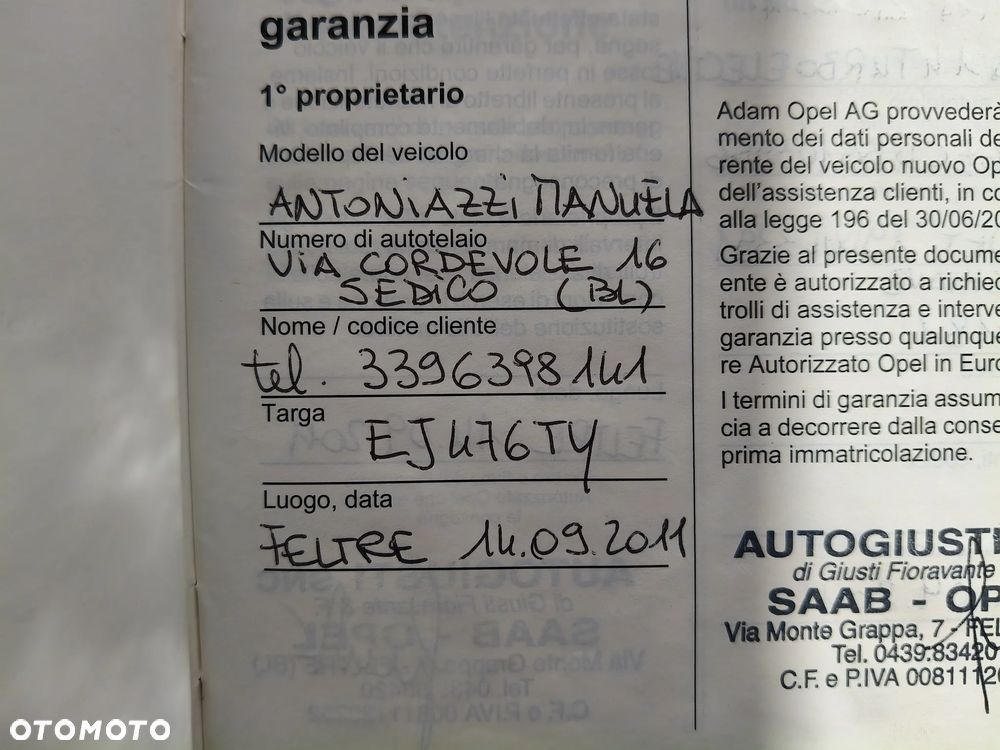 garanzia
1° proprietario
Modello del veicolo
ANTONIAZZI MANUELA
Numero di autotelaio
VIA CORDEVOLE 16
SEDICO (BL)
Nome / codice cliente
tel. 3396398141
Targa
EJ476TY
Luogo, data
FELTRE 14.09.2011
Adam Opel AG provvederà
mento dei dati personali de
rente del veicolo nuovo Op
dell'assistenza clienti, in co
alla legge 196 del 30/06/20
Grazie al presente docume
ente è autorizzato a richied
trolli di assistenza e interve
garanzia presso qualunque
re Autorizzato Opel in Euro
I termini di garanzia assum
cia a decorrere dalla conse
prima immatricolazione.
AUTOGIUSTI
di Giusti Fioravante
SAAB - OP
Via Monte Grappa, 7 - FEL
Tel. 0439.83420
C.F. e P.IVA 00811120
OTOMOTO